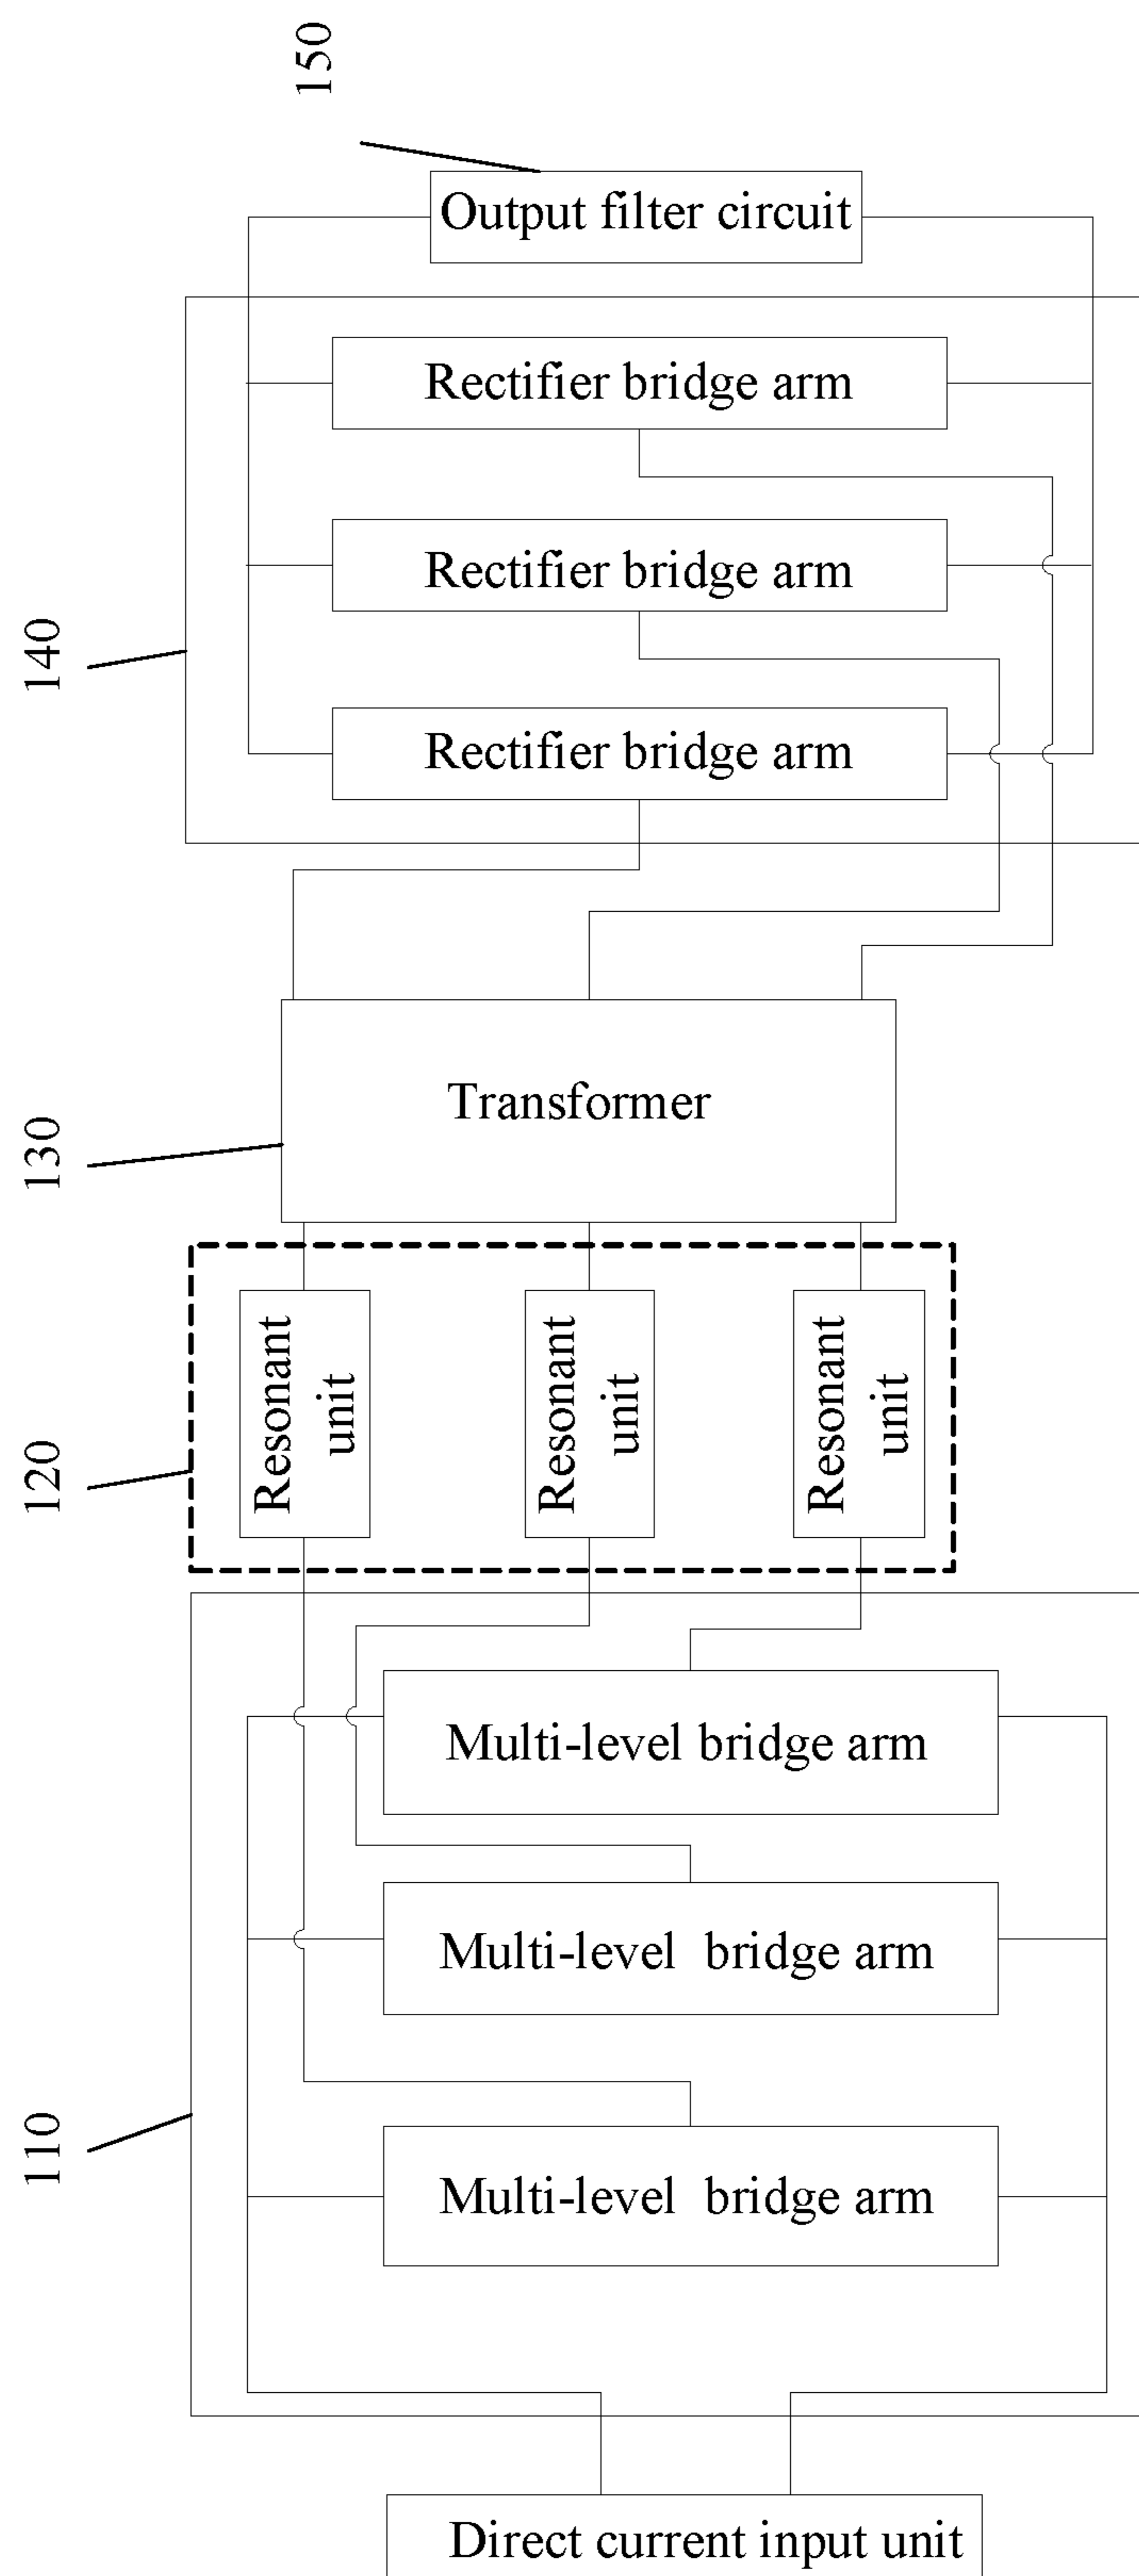 150
Output filter circuit
Rectifier bridge arm
Rectifier bridge arm
140
Rectifier bridge arm
Transformer
130
Resonant
unit
Resonant
unit
Resonant
unit
120
Multi-level bridge arm
Multi-level bridge arm
110
Multi-level bridge arm
Direct current input unit